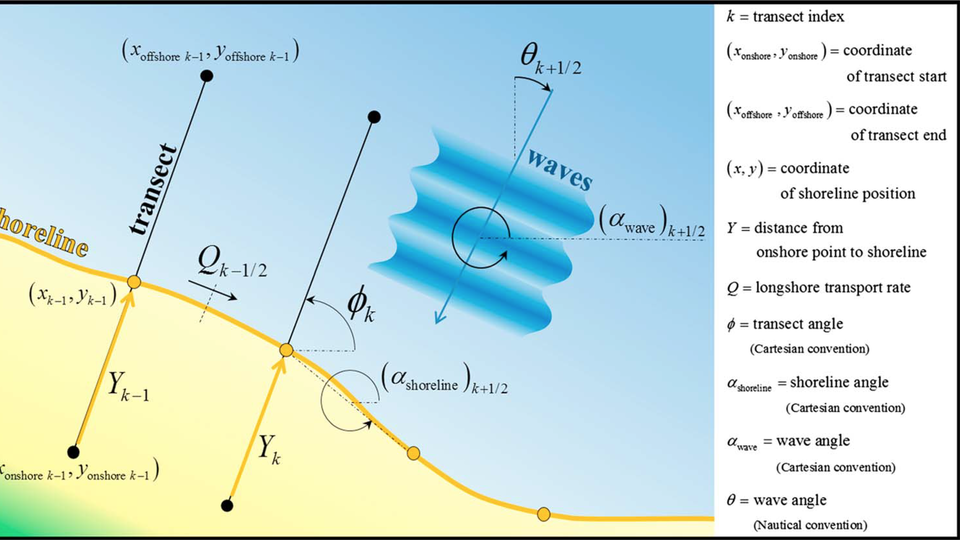 (x_offshore k−1, y_offshore k−1)
θ_k+1/2
transect
waves
horeline
(α_wave)_k+1/2
Q_k−1/2
(x_k−1, y_k−1)
ϕ_k
(α_shoreline)_k+1/2
Y_k−1
Y_k
x_onshore k−1, y_onshore k−1)
k = transect index
(x_onshore, y_onshore) = coordinate
of transect start
(x_offshore, y_offshore) = coordinate
of transect end
(x, y) = coordinate
of shoreline position
Y = distance from
onshore point to shoreline
Q = longshore transport rate
ϕ = transect angle
(Cartesian convention)
α_shoreline = shoreline angle
(Cartesian convention)
α_wave = wave angle
(Cartesian convention)
θ = wave angle
(Nautical convention)